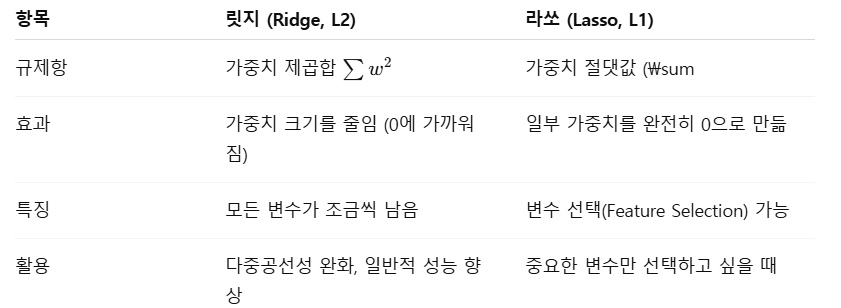 항목 릿지 (Ridge, L2) 라쏘 (Lasso, L1)
규제항 가중치 제곱합 ∑ w² 가중치 절댓값 (₩sum
효과 가중치 크기를 줄임 (0에 가까워 일부 가중치를 완전히 0으로 만듦
짐)
특징 모든 변수가 조금씩 남음 변수 선택(Feature Selection) 가능
활용 다중공선성 완화, 일반적 성능 향 중요한 변수만 선택하고 싶을 때
상